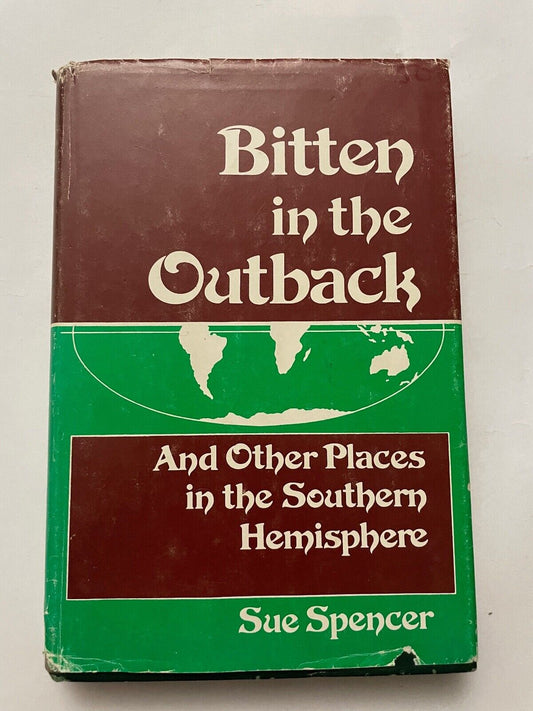 Bitten
in the
Outback
And Other Places
in the Southern
Hemisphere
Sue Spencer